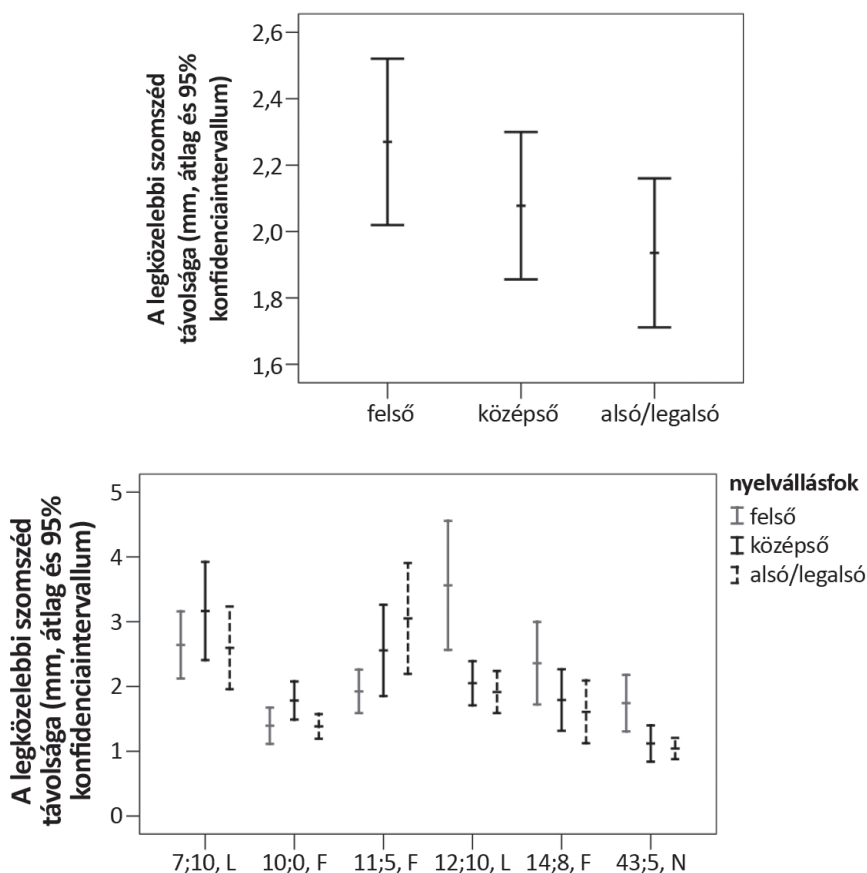 A legközelebbi szomszéd
távolsága (mm, átlag és 95%
konfidenciaintervallum)
2,6
2,4
2,2
2,0
1,8
1,6
felső középső alsó/legalsó
A legközelebbi szomszéd
távolsága (mm, átlag és 95%
konfidenciaintervallum)
5
4
3
2
1
0
7;10, L 10;0, F 11;5, F 12;10, L 14;8, F 43;5, N
nyelvállásfok
felső
középső
alsó/legalsó